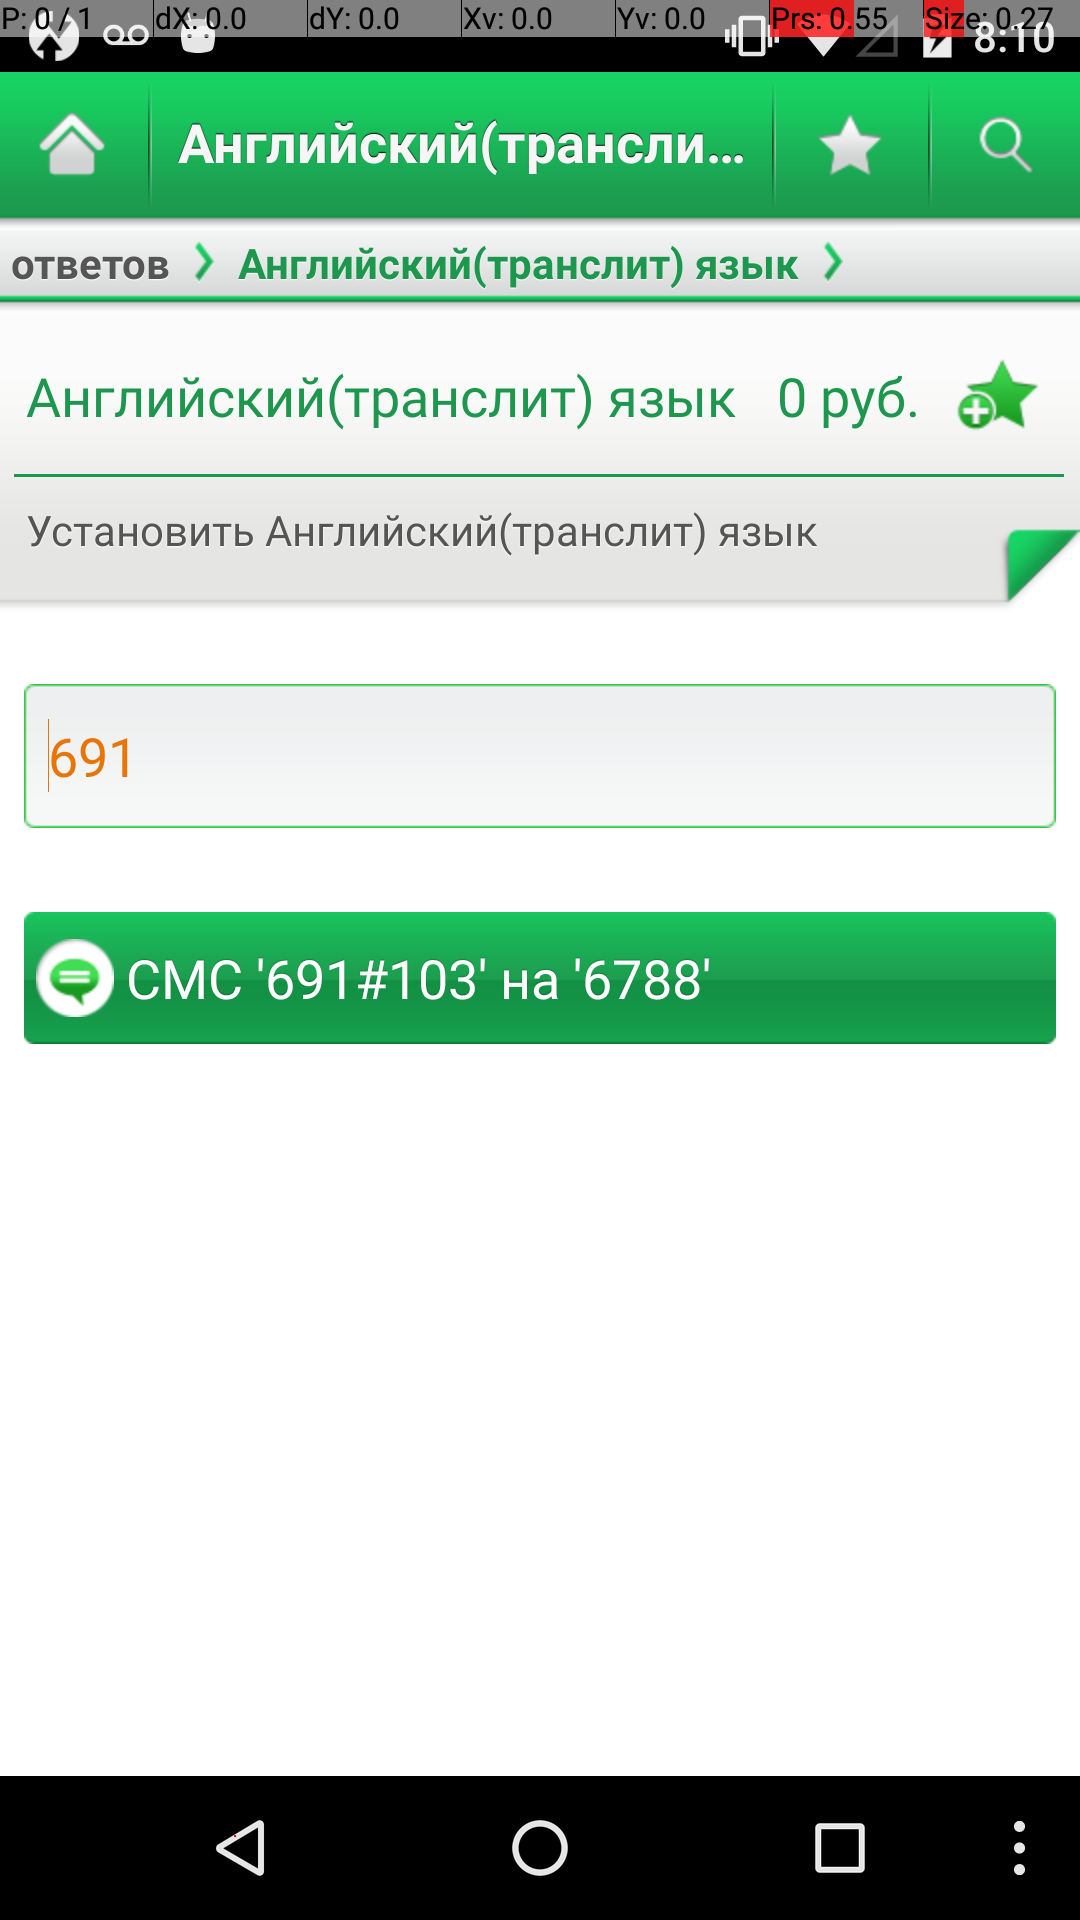 P: 0 / 1 dX: 0.0 dY: 0.0 Xv: 0.0 Yv: 0.0 Prs: 0.55 Size: 0.27
8:10
Английский(трансли...
ответов Английский(транслит) язык
Английский(транслит) язык 0 руб.
Установить Английский(транслит) язык
691
СМС '691#103' на '6788'